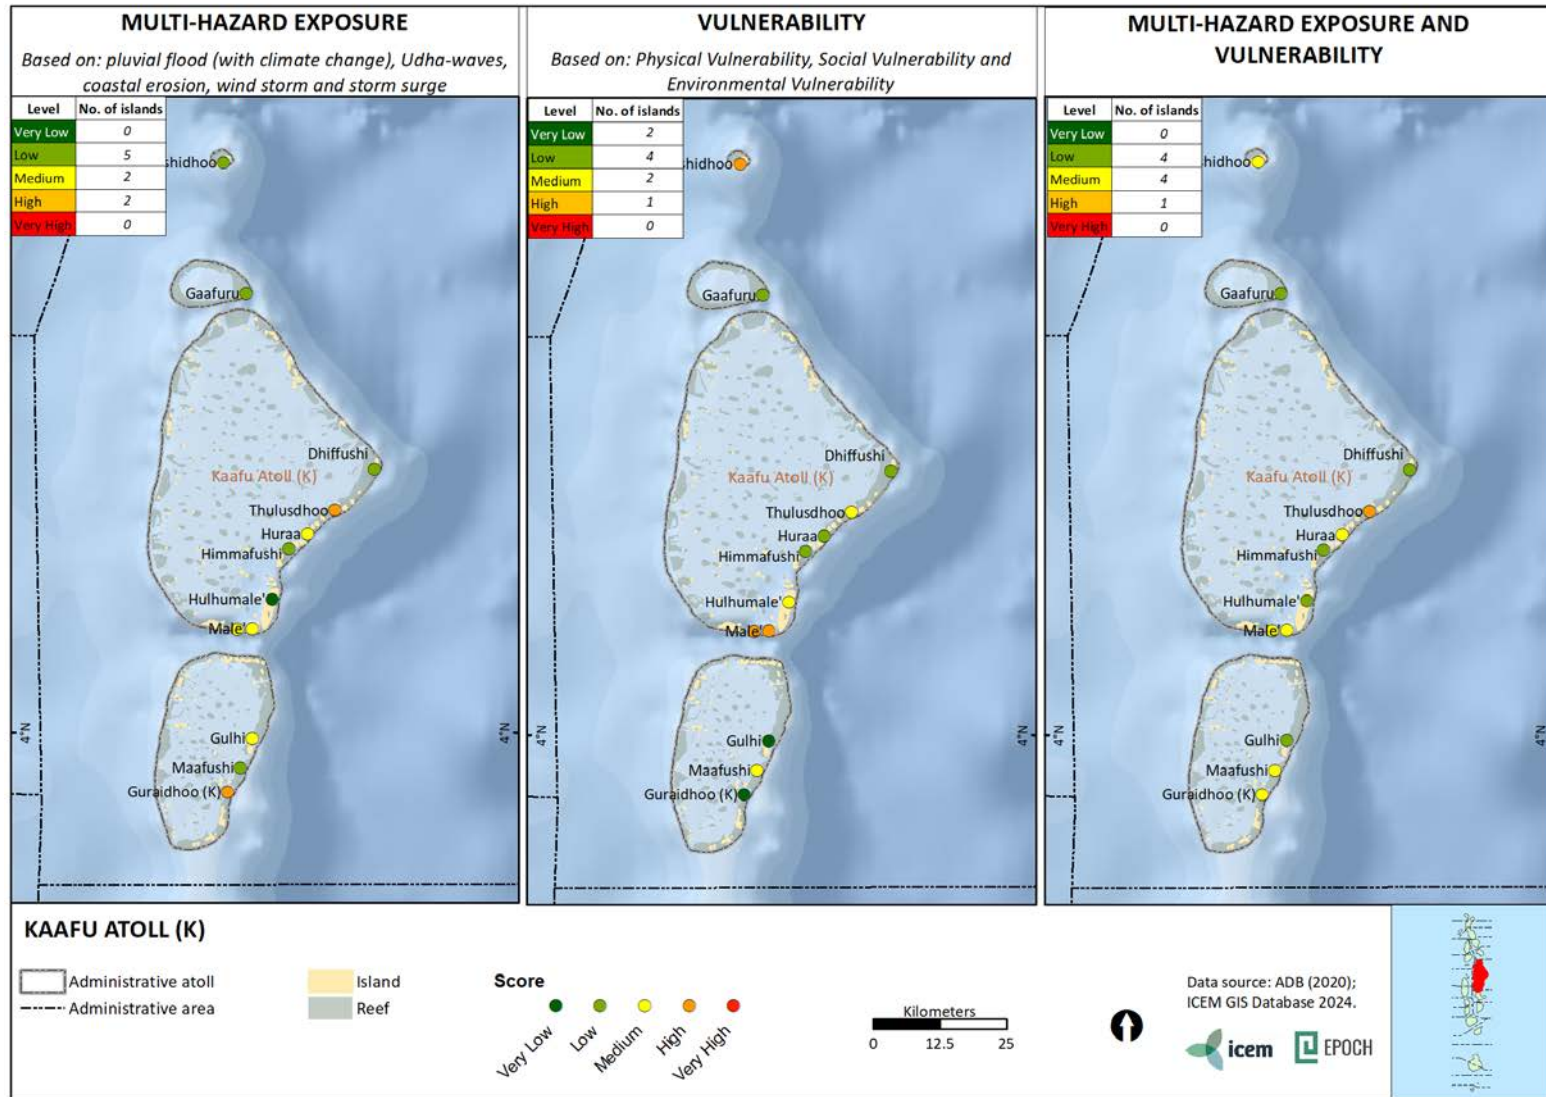 MULTI-HAZARD EXPOSURE
Based on: pluvial flood (with climate change), Udha-waves,
coastal erosion, wind storm and storm surge
Level No. of islands
Very Low 0
Low 5
Medium 2
High 2
Very High 0
shidhoo
Gaafuru
Dhiffushi
Kaafu Atoll (K)
Thulusdhoo
Huraa
Himmafushi
Hulhumale'
Male'
Gulhi
Maafushi
Guraidhoo (K)
4°N
VULNERABILITY
Based on: Physical Vulnerability, Social Vulnerability and
Environmental Vulnerability
Level No. of islands
Very Low 2
Low 4
Medium 2
High 1
Very High 0
hidhoo
Gaafuru
Dhiffushi
Kaafu Atoll (K)
Thulusdhoo
Huraa
Himmafushi
Hulhumale'
Male'
Gulhi
Maafushi
Guraidhoo (K)
4°N
4°N
MULTI-HAZARD EXPOSURE AND
VULNERABILITY
Level No. of islands
Very Low 0
Low 4
Medium 4
High 1
Very High 0
hidhoo
Gaafuru
Dhiffushi
Kaafu Atoll (K)
Thulusdhoo
Huraa
Himmafushi
Hulhumale'
Male'
Gulhi
Maafushi
Guraidhoo (K)
4°N
4°N
KAAFU ATOLL (K)
Administrative atoll
Administrative area
Island
Reef
Score
Very Low
Low
Medium
High
Very High
Kilometers
0 12.5 25
Data source: ADB (2020);
ICEM GIS Database 2024.
icem
EPOCH